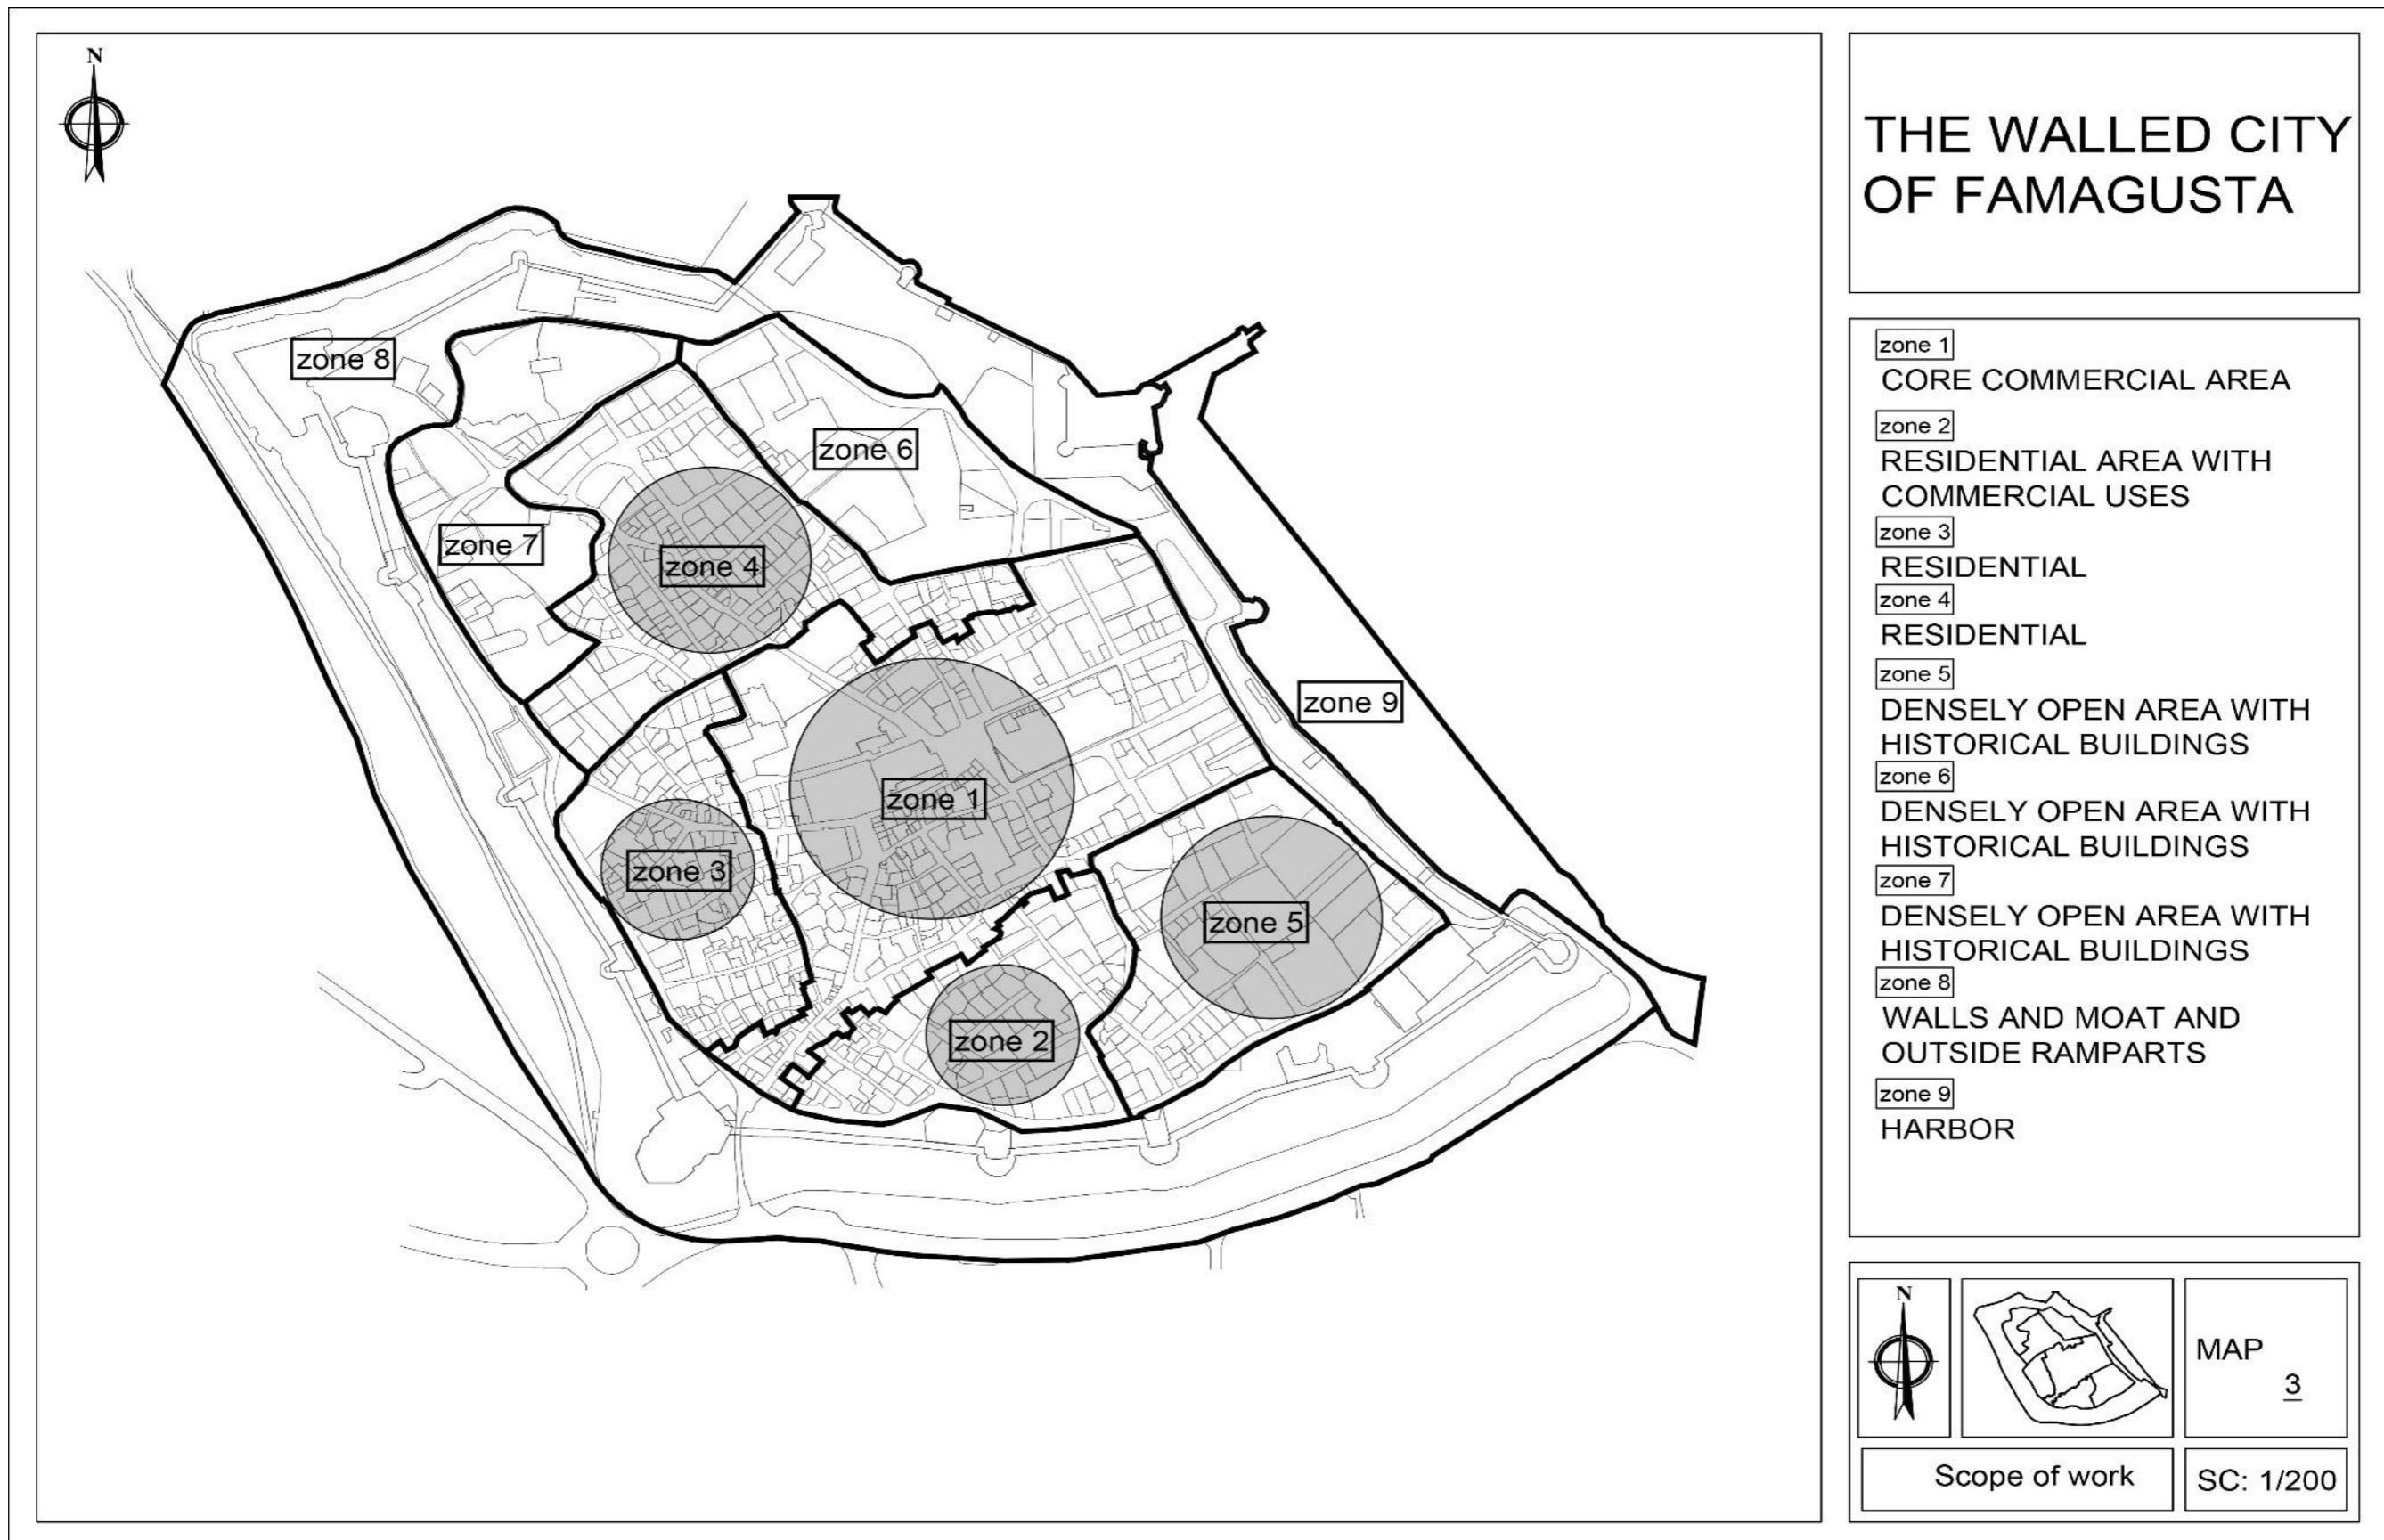 N
zone 8
zone 6
zone 7
zone 4
zone 9
zone 1
zone 3
zone 5
zone 2
THE WALLED CITY
OF FAMAGUSTA
zone 1
CORE COMMERCIAL AREA
zone 2
RESIDENTIAL AREA WITH
COMMERCIAL USES
zone 3
RESIDENTIAL
zone 4
RESIDENTIAL
zone 5
DENSELY OPEN AREA WITH
HISTORICAL BUILDINGS
zone 6
DENSELY OPEN AREA WITH
HISTORICAL BUILDINGS
zone 7
DENSELY OPEN AREA WITH
HISTORICAL BUILDINGS
zone 8
WALLS AND MOAT AND
OUTSIDE RAMPARTS
zone 9
HARBOR
N
MAP
3
Scope of work
SC: 1/200